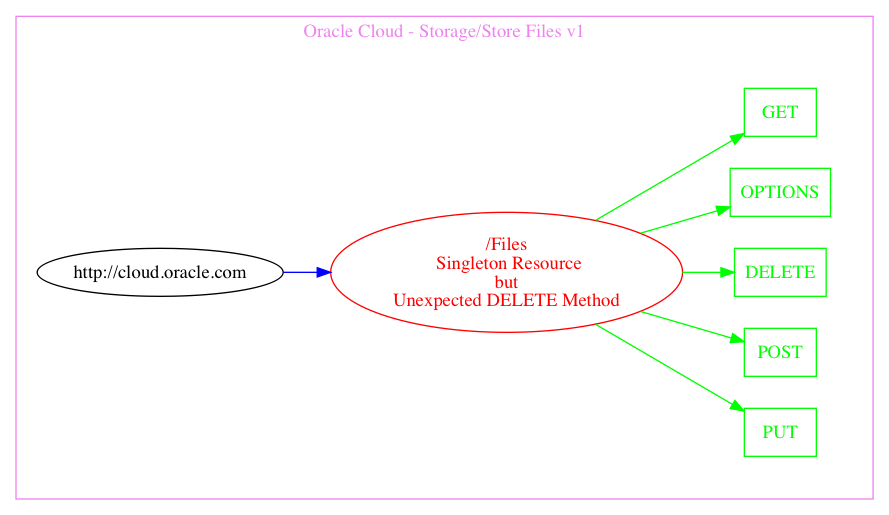 Oracle Cloud - Storage/Store Files v1
http://cloud.oracle.com
/Files
Singleton Resource
but
Unexpected DELETE Method
GET
OPTIONS
DELETE
POST
PUT